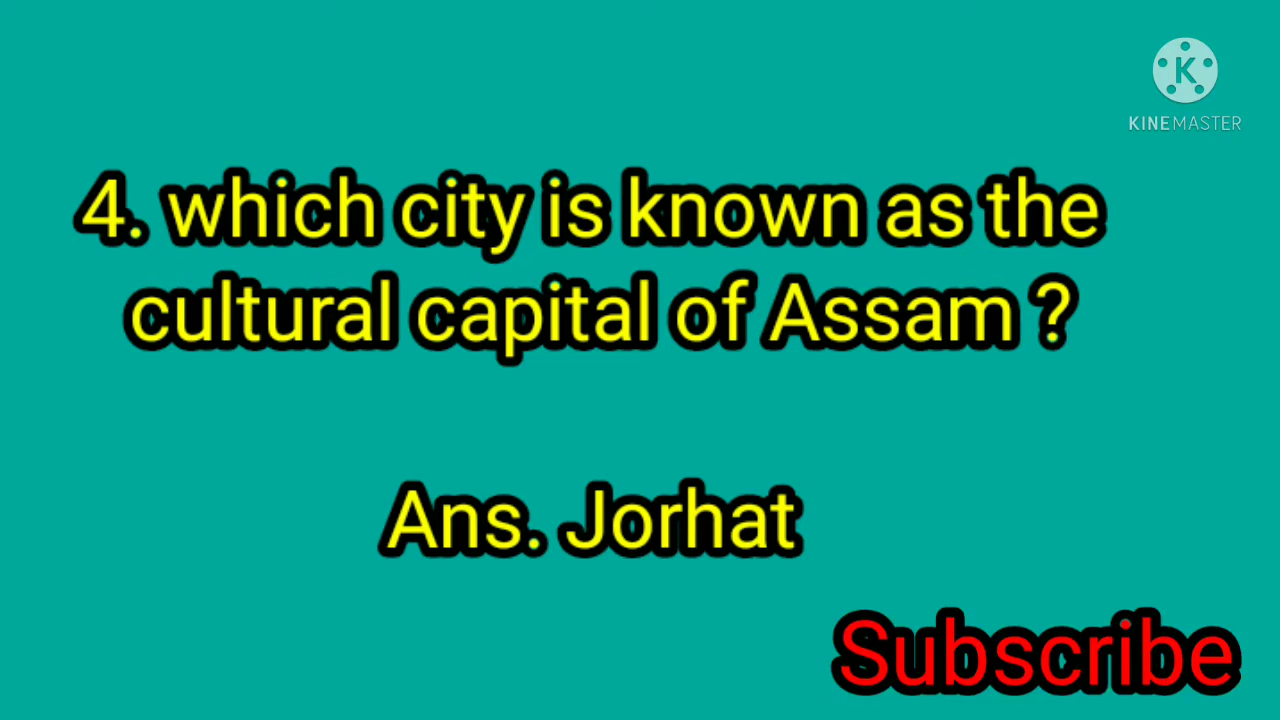 K
KINEMASTER
4. which city is known as the
cultural capital of Assam ?
Ans. Jorhat
Subscribe